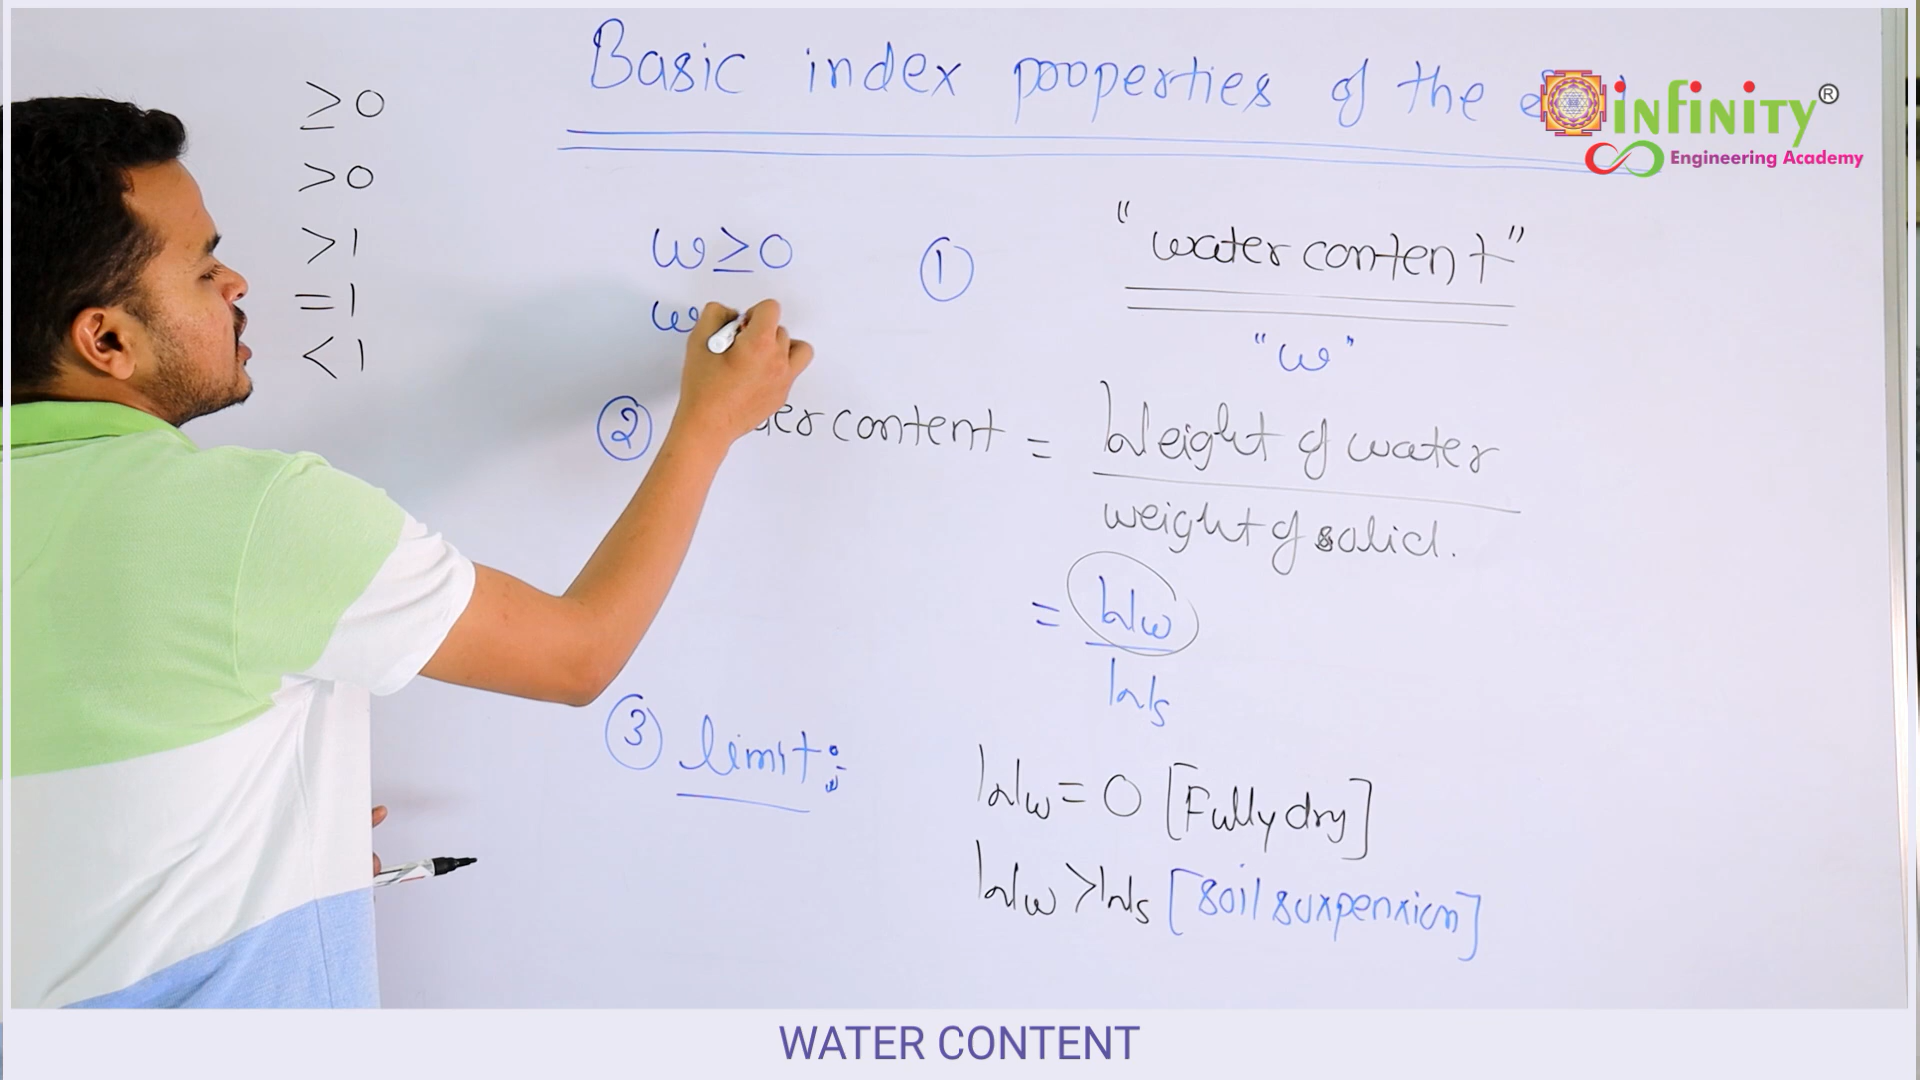 Basic index properties of the
infinity®
Engineering Academy
≥0
>0
>1
=1
<1
w≥0
w
①
"water content"
"w"
② content = Weight of water
weight of solid.
= Ww
Ws
③ limit:-
Ww = 0 [Fully dry]
Ww > Ws [soil suxpenxion]
WATER CONTENT